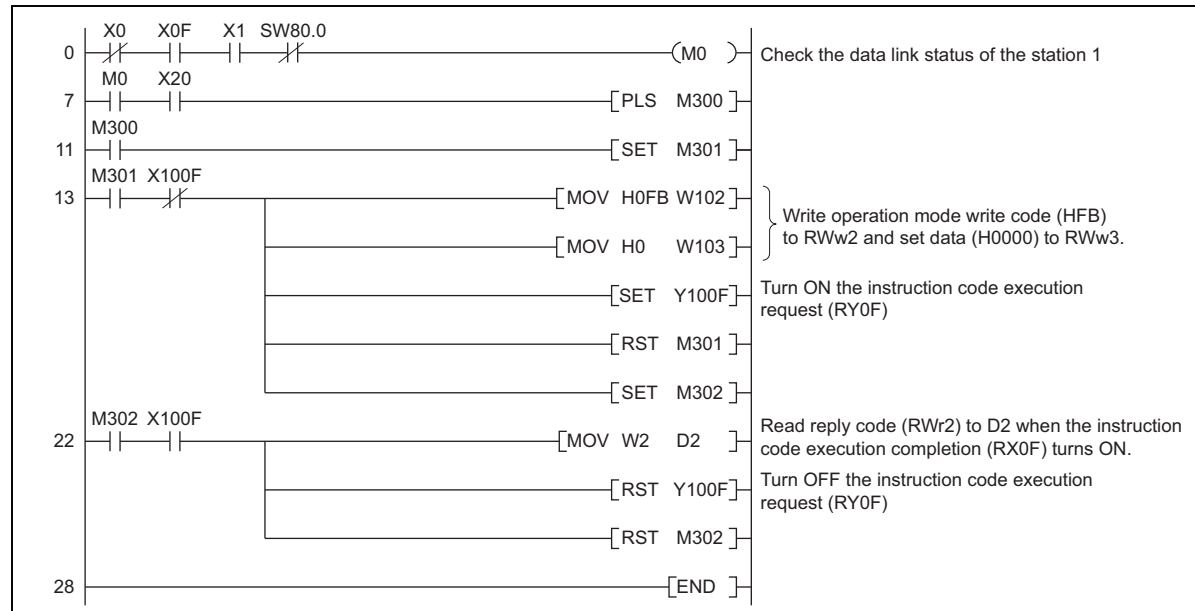 X0 X0F X1 SW80.0
0 (M0 ) Check the data link status of the station 1
M0 X20
7 [PLS M300 ]
M300
11 [SET M301 ]
M301 X100F
13 [MOV H0FB W102 ]
Write operation mode write code (HFB)
to RWw2 and set data (H0000) to RWw3.
[MOV H0 W103 ]
[SET Y100F ] Turn ON the instruction code execution
request (RY0F)
[RST M301 ]
[SET M302 ]
M302 X100F
22 [MOV W2 D2 ] Read reply code (RWr2) to D2 when the instruction
code execution completion (RX0F) turns ON.
[RST Y100F ] Turn OFF the instruction code execution
request (RY0F)
[RST M302 ]
28 [END ]